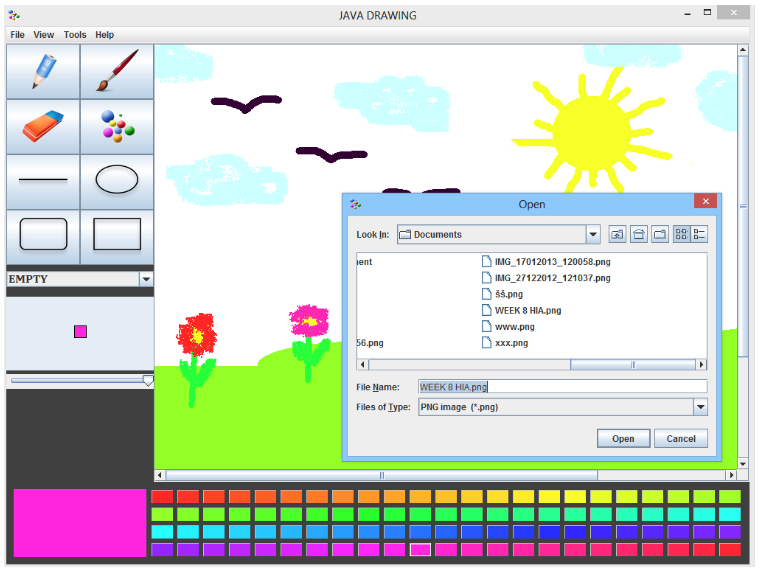 JAVA DRAWING
File View Tools Help
EMPTY
Open
Look In: Documents
IMG_17012013_120058.png
IMG_27122012_121037.png
šš.png
WEEK 8 HIA.png
www.png
56.png xxx.png
File Name: WEEK 8 HIA.png
Files of Type: PNG image (*.png)
Open Cancel